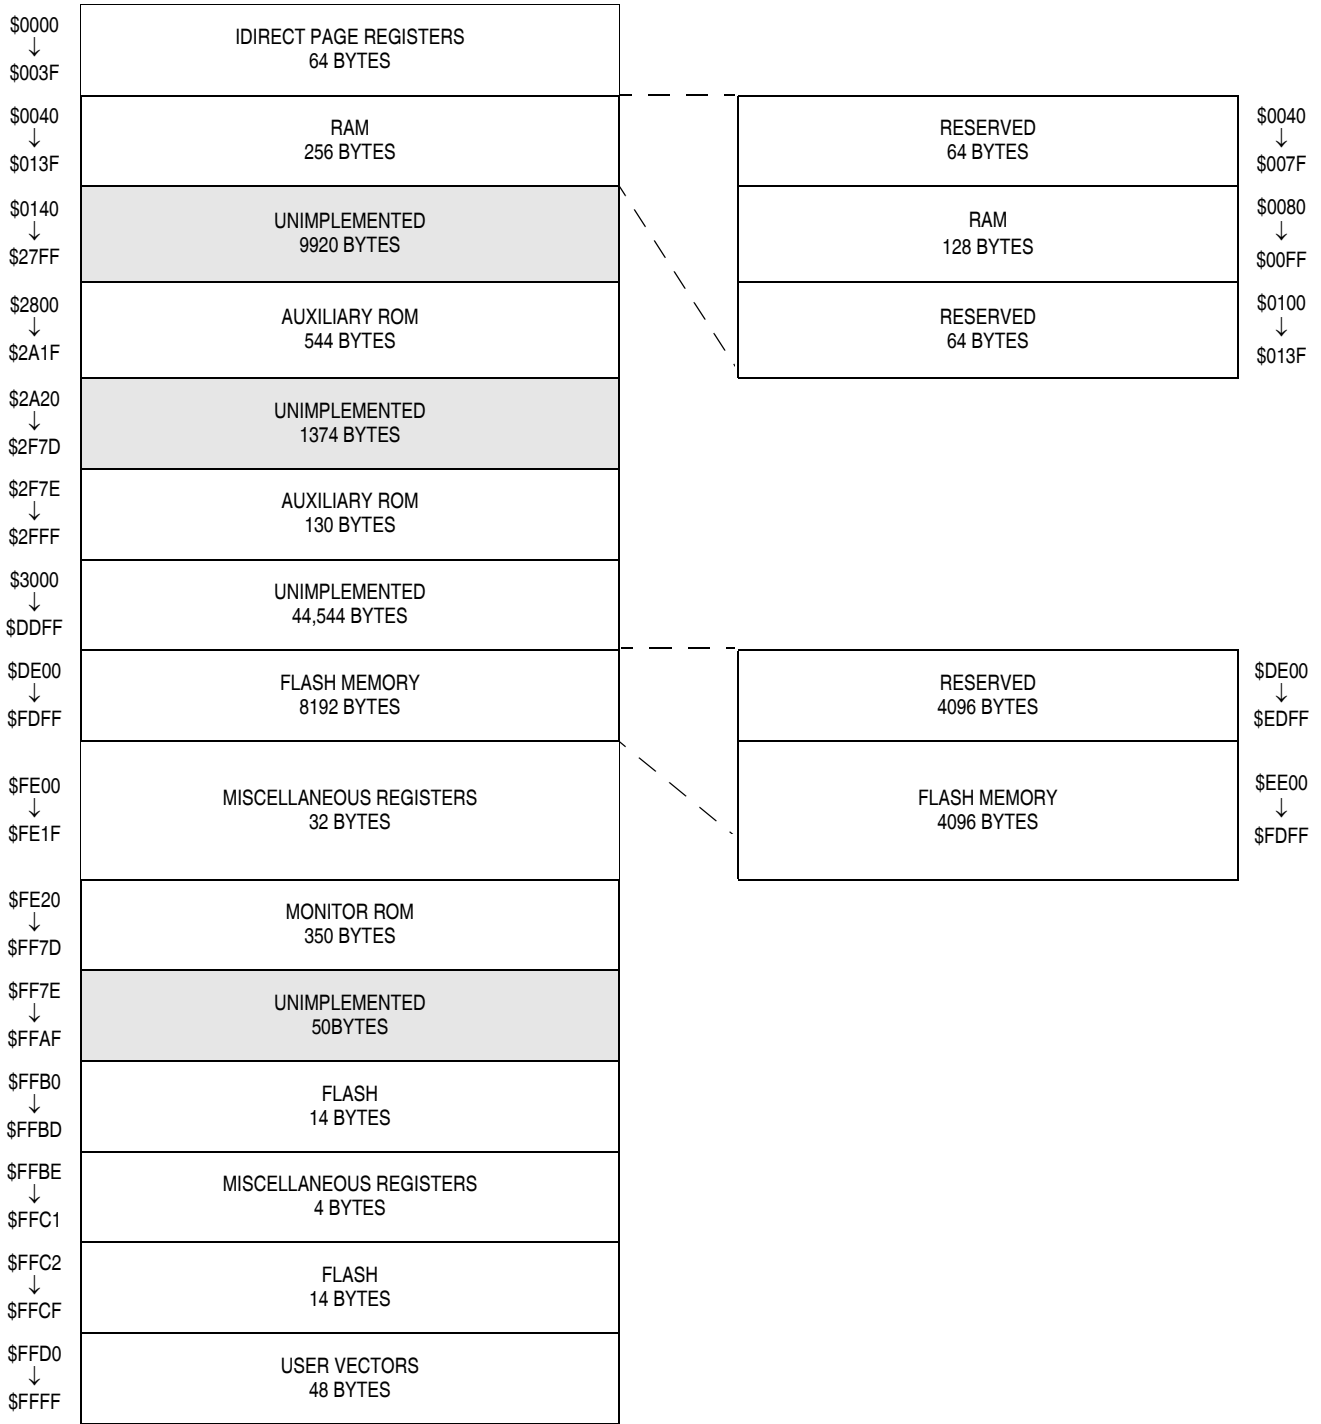 $0000
↓
$003F
IDIRECT PAGE REGISTERS
64 BYTES
$0040
↓
$013F
RAM
256 BYTES
RESERVED
64 BYTES
$0040
↓
$007F
$0140
↓
$27FF
UNIMPLEMENTED
9920 BYTES
RAM
128 BYTES
$0080
↓
$00FF
$2800
↓
$2A1F
AUXILIARY ROM
544 BYTES
RESERVED
64 BYTES
$0100
↓
$013F
$2A20
↓
$2F7D
UNIMPLEMENTED
1374 BYTES
$2F7E
↓
$2FFF
AUXILIARY ROM
130 BYTES
$3000
↓
$DDFF
UNIMPLEMENTED
44,544 BYTES
$DE00
↓
$FDFF
FLASH MEMORY
8192 BYTES
RESERVED
4096 BYTES
$DE00
↓
$EDFF
$FE00
↓
$FE1F
MISCELLANEOUS REGISTERS
32 BYTES
FLASH MEMORY
4096 BYTES
$EE00
↓
$FDFF
$FE20
↓
$FF7D
MONITOR ROM
350 BYTES
$FF7E
↓
$FFAF
UNIMPLEMENTED
50BYTES
$FFB0
↓
$FFBD
FLASH
14 BYTES
$FFBE
↓
$FFC1
MISCELLANEOUS REGISTERS
4 BYTES
$FFC2
↓
$FFCF
FLASH
14 BYTES
$FFD0
↓
$FFFF
USER VECTORS
48 BYTES